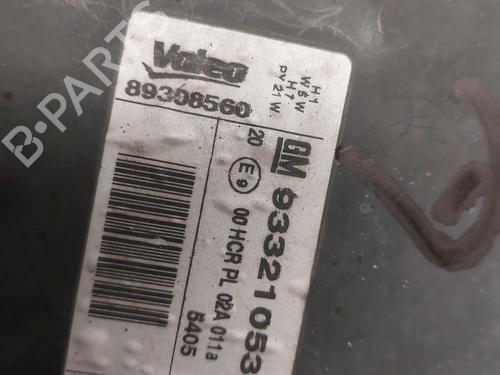 Valeo
89308560
H1
W5W
H7
PY21W
GM 93321053
20 E9 00 HCR PL 02A 011a
5405
B-Parts